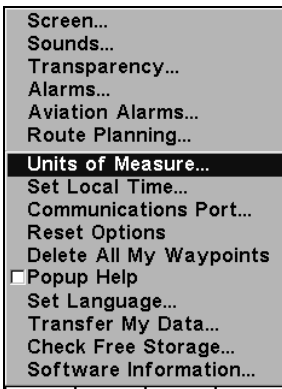 Screen...
Sounds...
Transparency...
Alarms...
Aviation Alarms...
Route Planning...
Units of Measure...
Set Local Time...
Communications Port...
Reset Options
Delete All My Waypoints
Popup Help
Set Language...
Transfer My Data...
Check Free Storage...
Software Information...